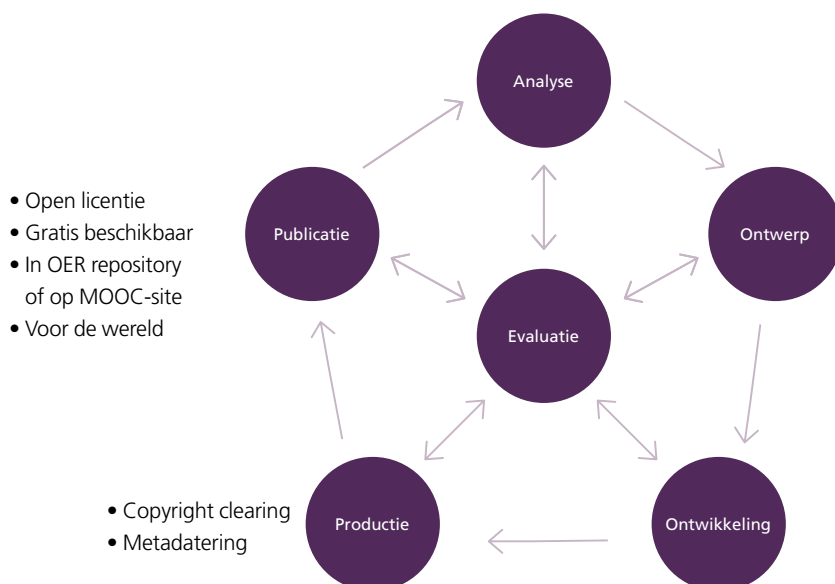 Analyse
• Open licentie
• Gratis beschikbaar
• In OER repository
of op MOOC-site
• Voor de wereld
Publicatie
Ontwerp
Evaluatie
• Copyright clearing
• Metadatering
Productie
Ontwikkeling